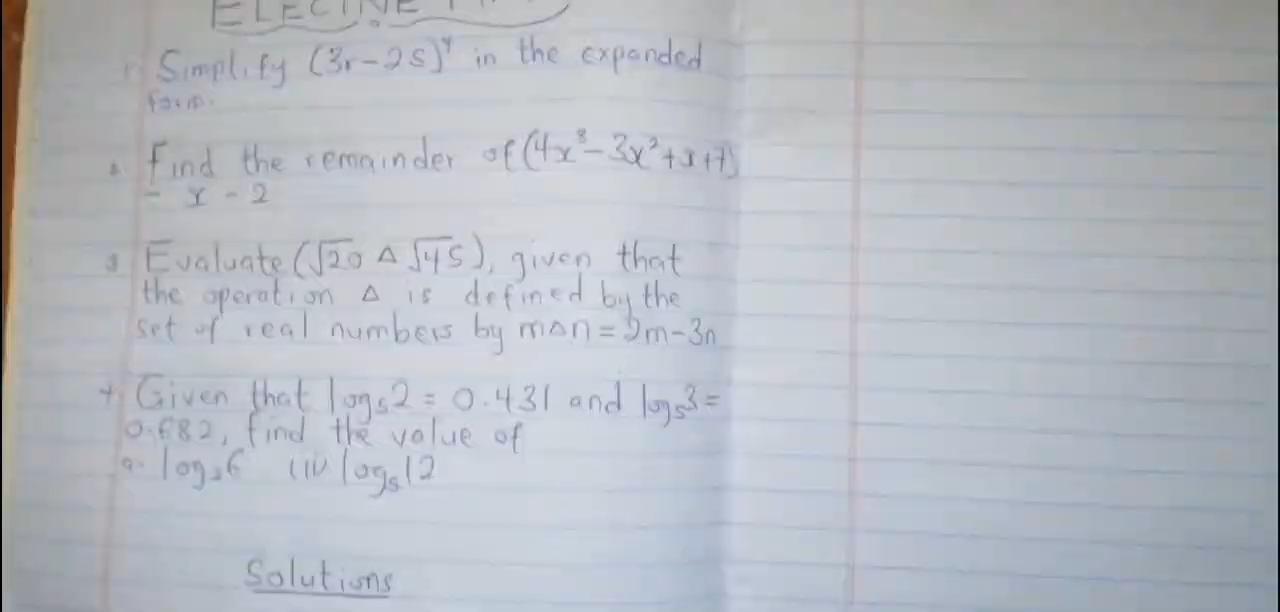 ELECTIVE
1. Simplify (3r-2s)⁴ in the expanded
form.
2. Find the remainder of (4x³-3x²+x+7)
- x - 2
3 Evaluate (√20 Δ √45), given that
the operation Δ is defined by the
set of real numbers by mΔn = 2m-3n
4. Given that log₅2 = 0.431 and log₅3 =
0.682, find the value of
a. log₅6 (ii) log₅12
Solutions